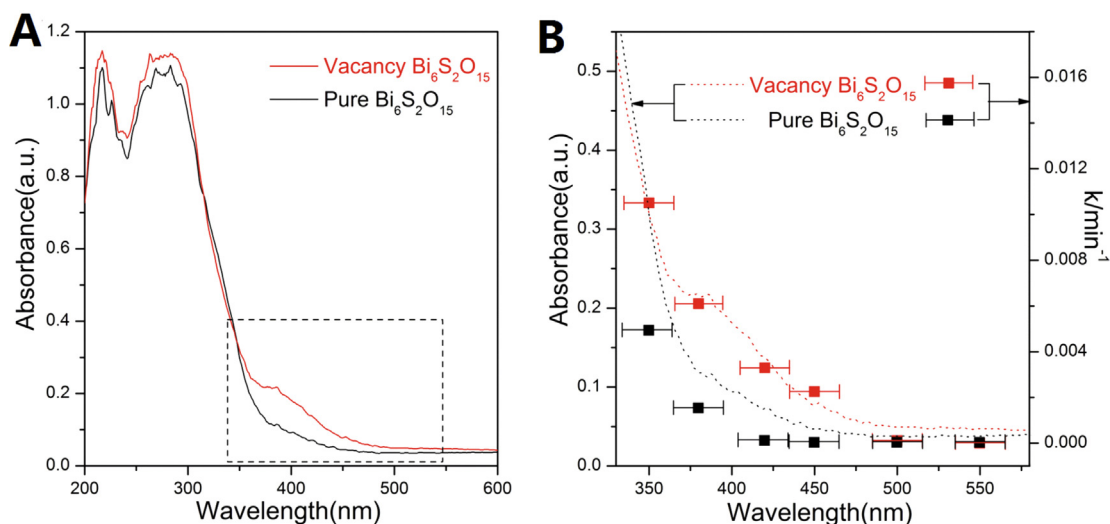 A
1.2
1.0
0.8
0.6
0.4
0.2
0.0
Absorbance(a.u.)
Vacancy Bi₆S₂O₁₅
Pure Bi₆S₂O₁₅
200 300 400 500 600
Wavelength(nm)
B
0.5
0.4
0.3
0.2
0.1
0.0
Absorbance(a.u.)
Vacancy Bi₆S₂O₁₅
Pure Bi₆S₂O₁₅
0.016
0.012
0.008
0.004
0.000
k/min⁻¹
350 400 450 500 550
Wavelength(nm)